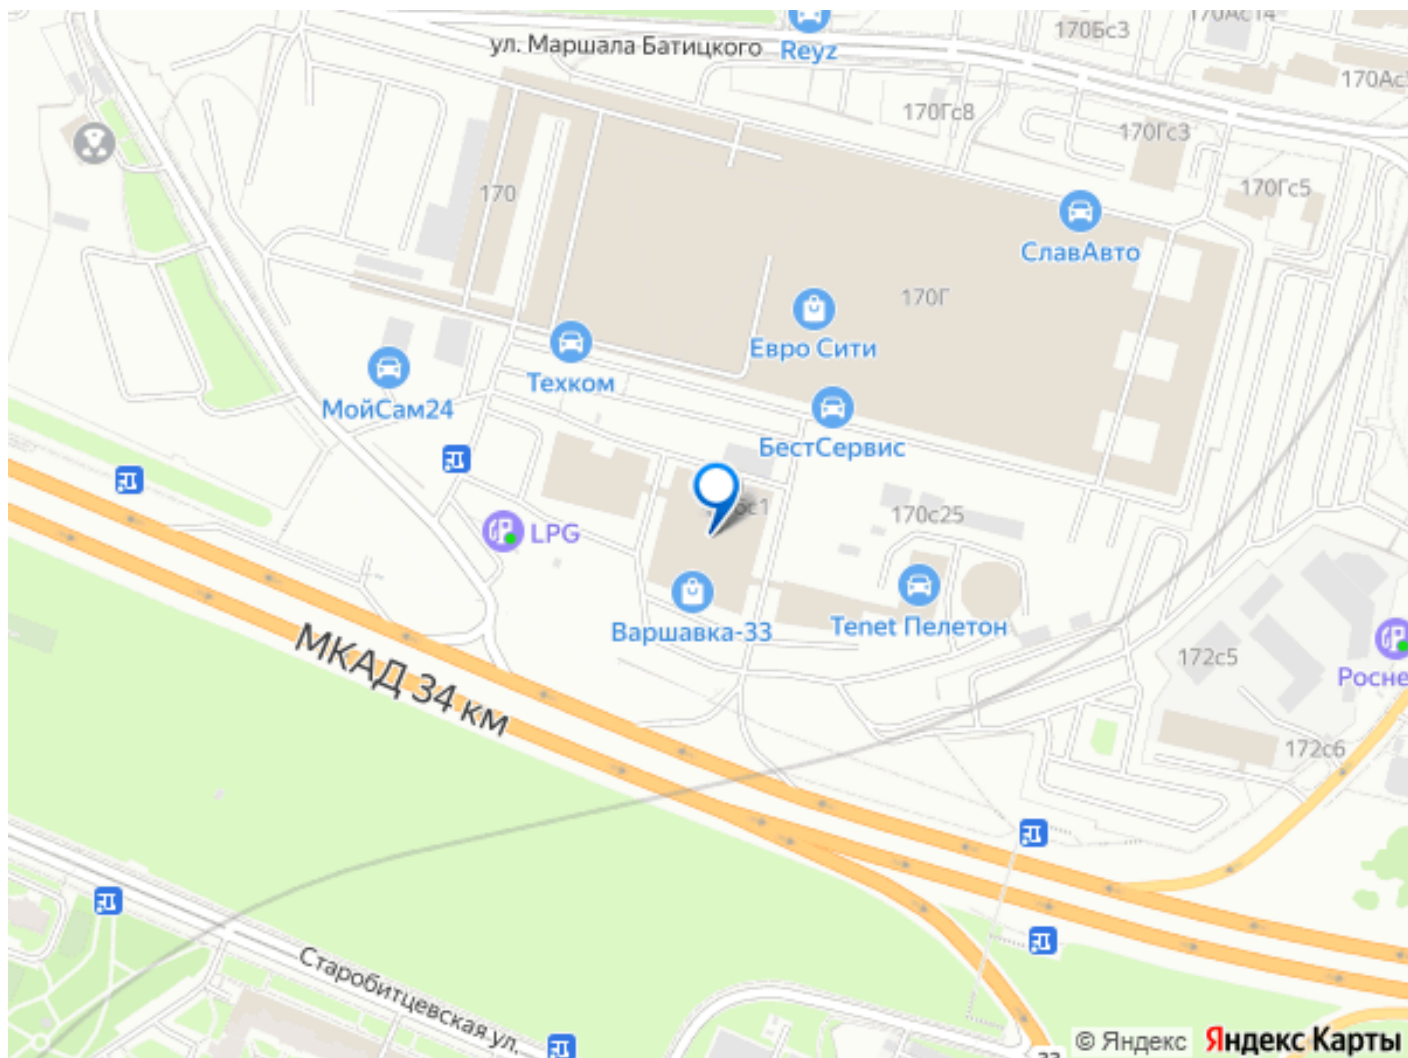 ул. Маршала Батицкого
Reyz
170Бс3
170Ас14
170Ас
170Гс8
170Гс3
170Гс5
170
СлавАвто
170Г
Евро Сити
Техком
МойСам24
БестСервис
170с25
LPG
Варшавка-33
Tenet Пелетон
172с5
Росне
172с6
МКАД 34 км
Старобитцевская ул.
© Яндекс Яндекс Карты